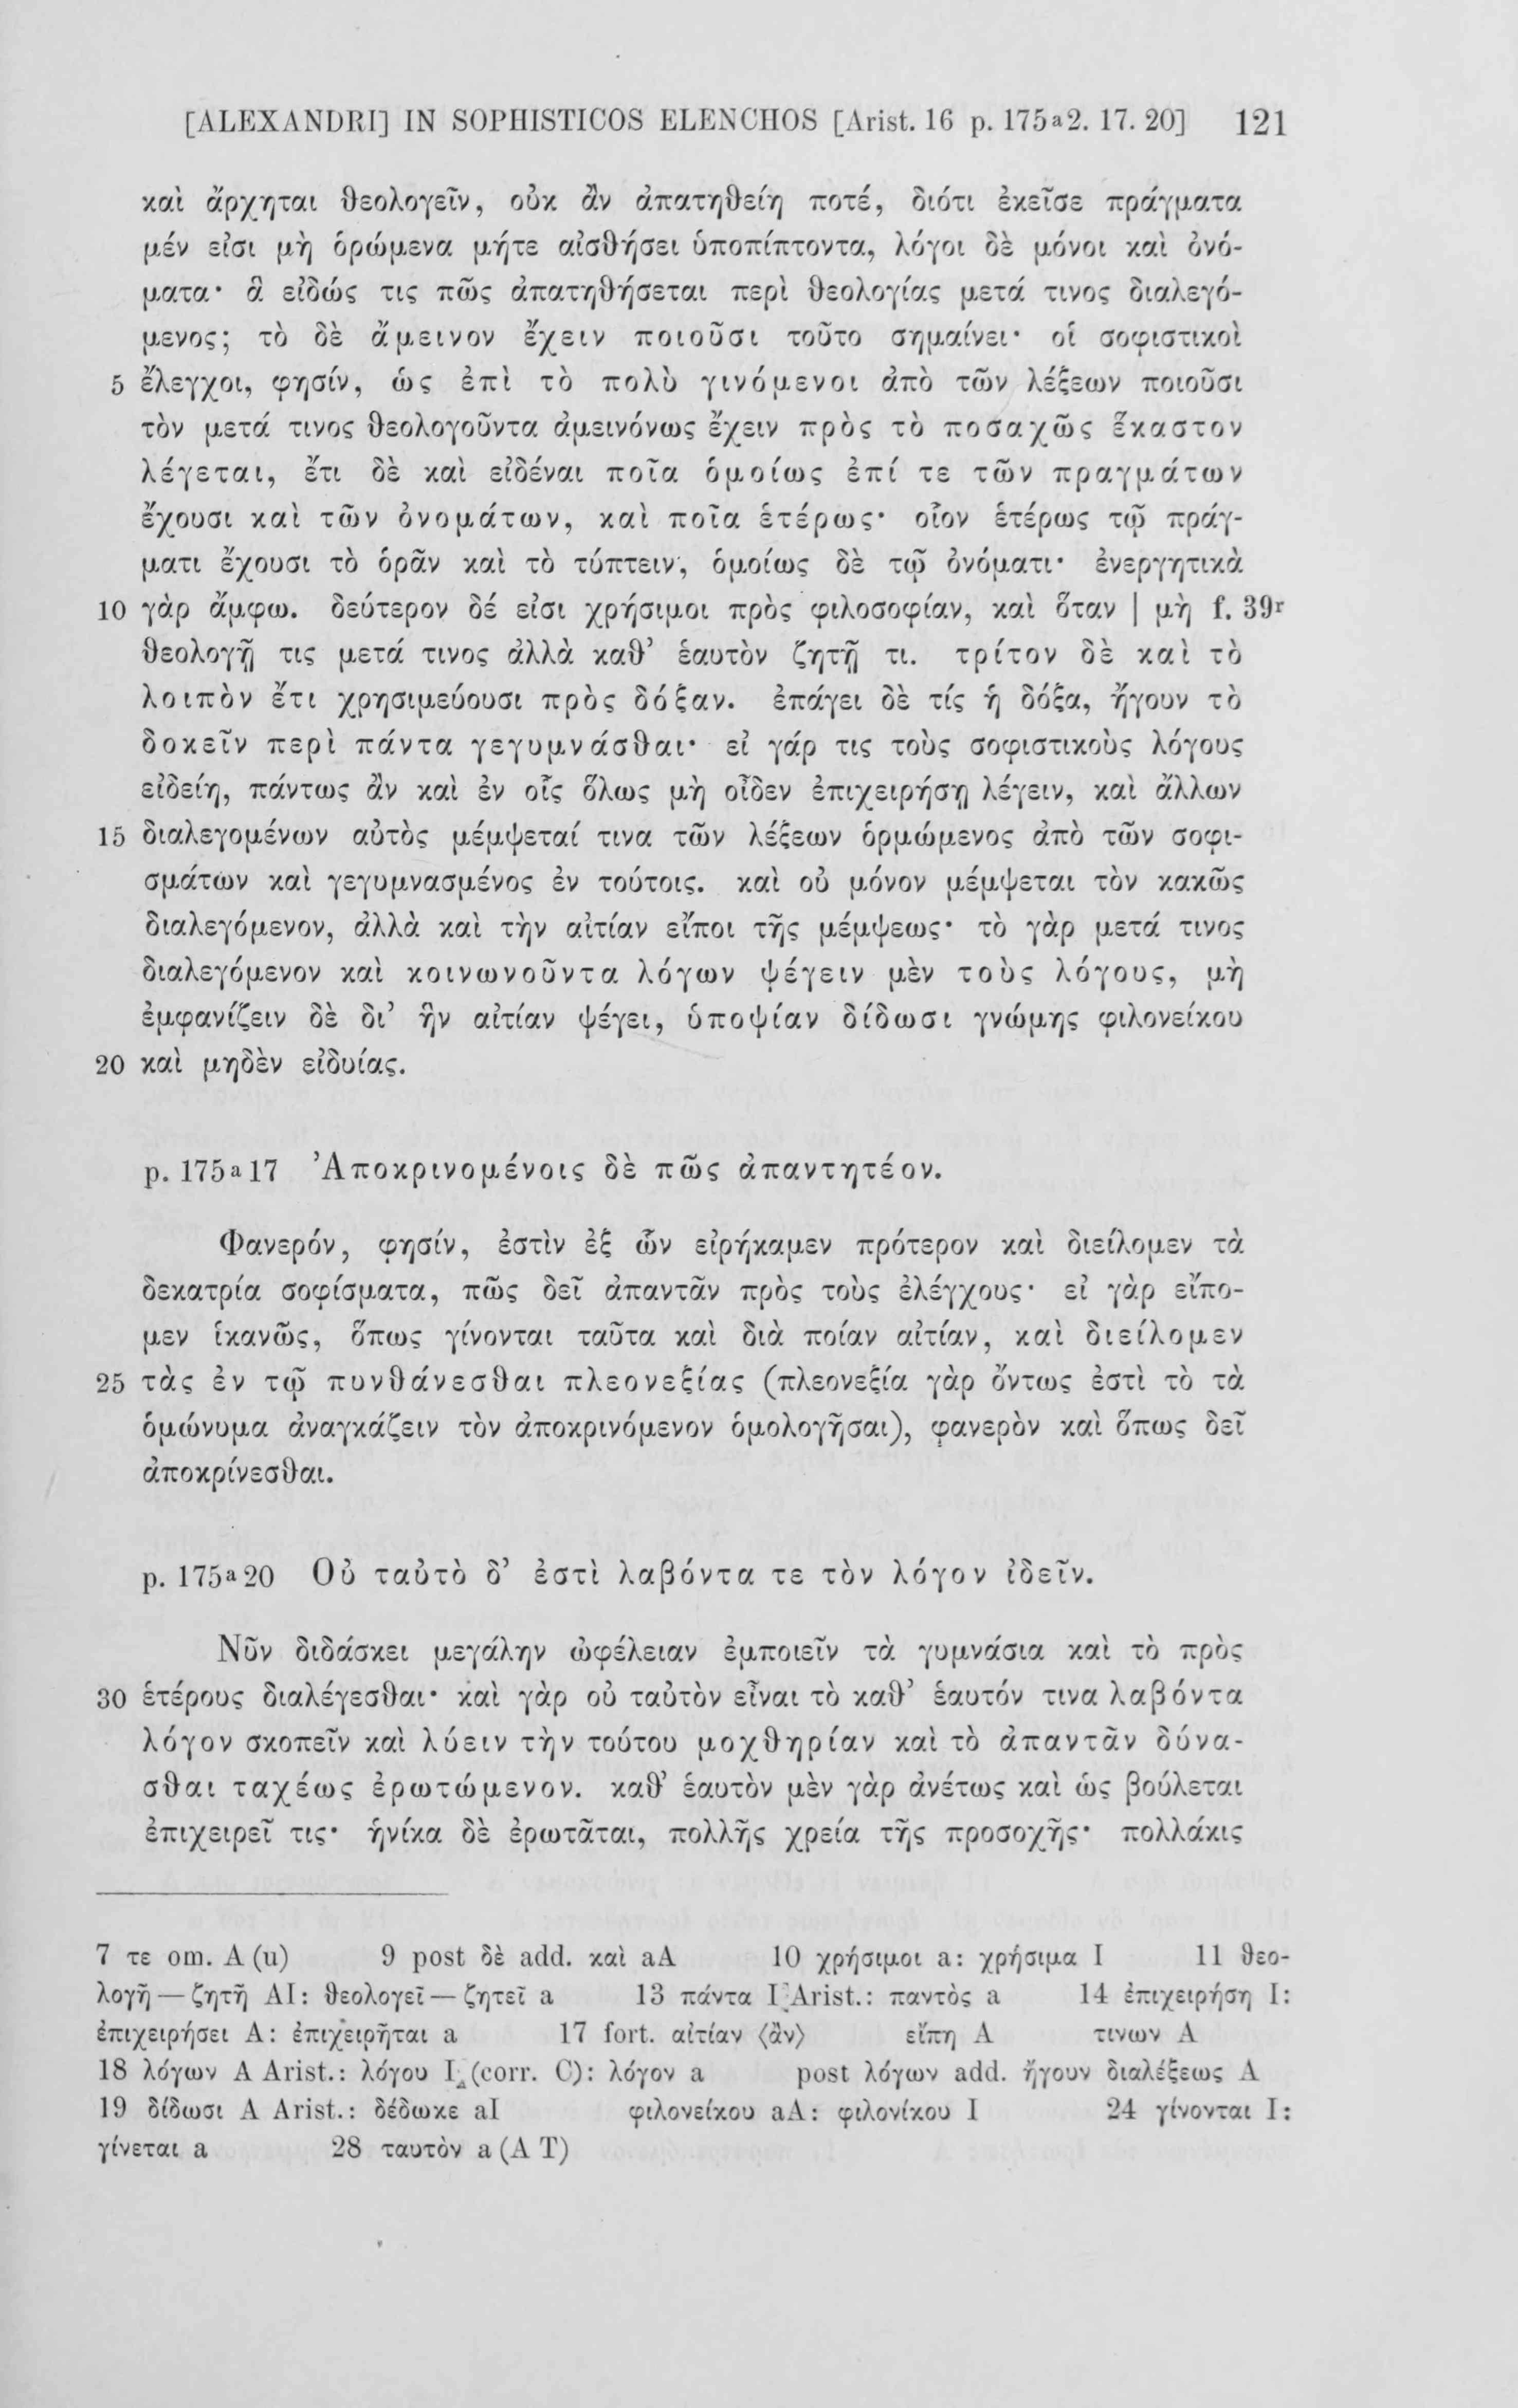 [ALEXANDRI] IN SOPHISTICOS ELENCHOS [Arist. 16 p. 175a2. 17. 20] 121
καὶ ἄρχηται θεολογεῖν, οὐκ ἂν ἀπατηθείη ποτέ, διότι ἐκεῖσε πράγματα
μέν εἰσι μὴ ὁρώμενα μήτε αἰσθήσει ὑποπίπτοντα, λόγοι δὲ μόνοι καὶ ὀνό-
ματα· ἃ εἰδώς τις πῶς ἀπατηθήσεται περὶ θεολογίας μετά τινος διαλεγό-
μενος; τὸ δὲ ἄμεινον ἔχειν ποιοῦσι τοῦτο σημαίνει· οἱ σοφιστικοὶ
5 ἔλεγχοι, φησίν, ὡς ἐπὶ τὸ πολὺ γινόμενοι ἀπὸ τῶν λέξεων ποιοῦσι
τὸν μετά τινος θεολογοῦντα ἀμεινόνως ἔχειν πρὸς τὸ ποσαχῶς ἕκαστον
λέγεται, ἔτι δὲ καὶ εἰδέναι ποῖα ὁμοίως ἐπί τε τῶν πραγμάτων
ἔχουσι καὶ τῶν ὀνομάτων, καὶ ποῖα ἑτέρως· οἷον ἑτέρως τῷ πράγ-
ματι ἔχουσι τὸ ὁρᾶν καὶ τὸ τύπτειν, ὁμοίως δὲ τῷ ὀνόματι· ἐνεργητικὰ
10 γὰρ ἄμφω. δεύτερον δέ εἰσι χρήσιμοι πρὸς φιλοσοφίαν, καὶ ὅταν | μὴ f. 39r
θεολογῇ τις μετά τινος ἀλλὰ καθ’ ἑαυτὸν ζητῇ τι. τρίτον δὲ καὶ τὸ
λοιπὸν ἔτι χρησιμεύουσι πρὸς δόξαν. ἐπάγει δὲ τίς ἡ δόξα, ἤγουν τὸ
δοκεῖν περὶ πάντα γεγυμνάσθαι· εἰ γάρ τις τοὺς σοφιστικοὺς λόγους
εἰδείη, πάντως ἂν καὶ ἐν οἷς ὅλως μὴ οἶδεν ἐπιχειρήσῃ λέγειν, καὶ ἄλλων
15 διαλεγομένων αὐτὸς μέμψεταί τινα τῶν λέξεων ὁρμώμενος ἀπὸ τῶν σοφι-
σμάτων καὶ γεγυμνασμένος ἐν τούτοις. καὶ οὐ μόνον μέμψεται τὸν κακῶς
διαλεγόμενον, ἀλλὰ καὶ τὴν αἰτίαν εἴποι τῆς μέμψεως· τὸ γὰρ μετά τινος
διαλεγόμενον καὶ κοινωνοῦντα λόγων ψέγειν μὲν τοὺς λόγους, μὴ
ἐμφανίζειν δὲ δι’ ἣν αἰτίαν ψέγει, ὑποψίαν δίδωσι γνώμης φιλονείκου
20 καὶ μηδὲν εἰδυίας.
p. 175a17 Ἀποκρινομένοις δὲ πῶς ἀπαντητέον.
Φανερόν, φησίν, ἐστὶν ἐξ ὧν εἰρήκαμεν πρότερον καὶ διείλομεν τὰ
δεκατρία σοφίσματα, πῶς δεῖ ἀπαντᾶν πρὸς τοὺς ἐλέγχους· εἰ γὰρ εἴπο-
μεν ἱκανῶς, ὅπως γίνονται ταῦτα καὶ διὰ ποίαν αἰτίαν, καὶ διείλομεν
25 τὰς ἐν τῷ πυνθάνεσθαι πλεονεξίας (πλεονεξία γὰρ ὄντως ἐστὶ τὸ τὰ
ὁμώνυμα ἀναγκάζειν τὸν ἀποκρινόμενον ὁμολογῆσαι), φανερὸν καὶ ὅπως δεῖ
ἀποκρίνεσθαι.
p. 175a20 Οὐ ταὐτὸ δ’ ἐστὶ λαβόντα τε τὸν λόγον ἰδεῖν.
Νῦν διδάσκει μεγάλην ὠφέλειαν ἐμποιεῖν τὰ γυμνάσια καὶ τὸ πρὸς
30 ἑτέρους διαλέγεσθαι· καὶ γὰρ οὐ ταὐτὸν εἶναι τὸ καθ’ ἑαυτόν τινα λαβόντα
λόγον σκοπεῖν καὶ λύειν τὴν τούτου μοχθηρίαν καὶ τὸ ἀπαντᾶν δύνα-
σθαι ταχέως ἐρωτώμενον. καθ’ ἑαυτὸν μὲν γὰρ ἀνέτως καὶ ὡς βούλεται
ἐπιχειρεῖ τις· ἡνίκα δὲ ἐρωτᾶται, πολλῆς χρεία τῆς προσοχῆς· πολλάκις
7 τε om. A (u) 9 post δὲ add. καὶ aA 10 χρήσιμοι a: χρήσιμα I 11 θεο-
λογῆ — ζητῆ AI: θεολογεῖ — ζητεῖ a 13 πάντα I Arist.: παντὸς a 14 ἐπιχειρήση I:
ἐπιχειρήσει A: ἐπιχειρῆται a 17 fort. αἰτίαν ⟨ἂν⟩ εἴπη A τινων A
18 λόγων A Arist.: λόγου I (corr. C): λόγον a post λόγων add. ἤγουν διαλέξεως A
19 δίδωσι A Arist.: δέδωκε aI φιλονείκου aA: φιλονίκου I 24 γίνονται I:
γίνεται a 28 ταυτὸν a (A T)